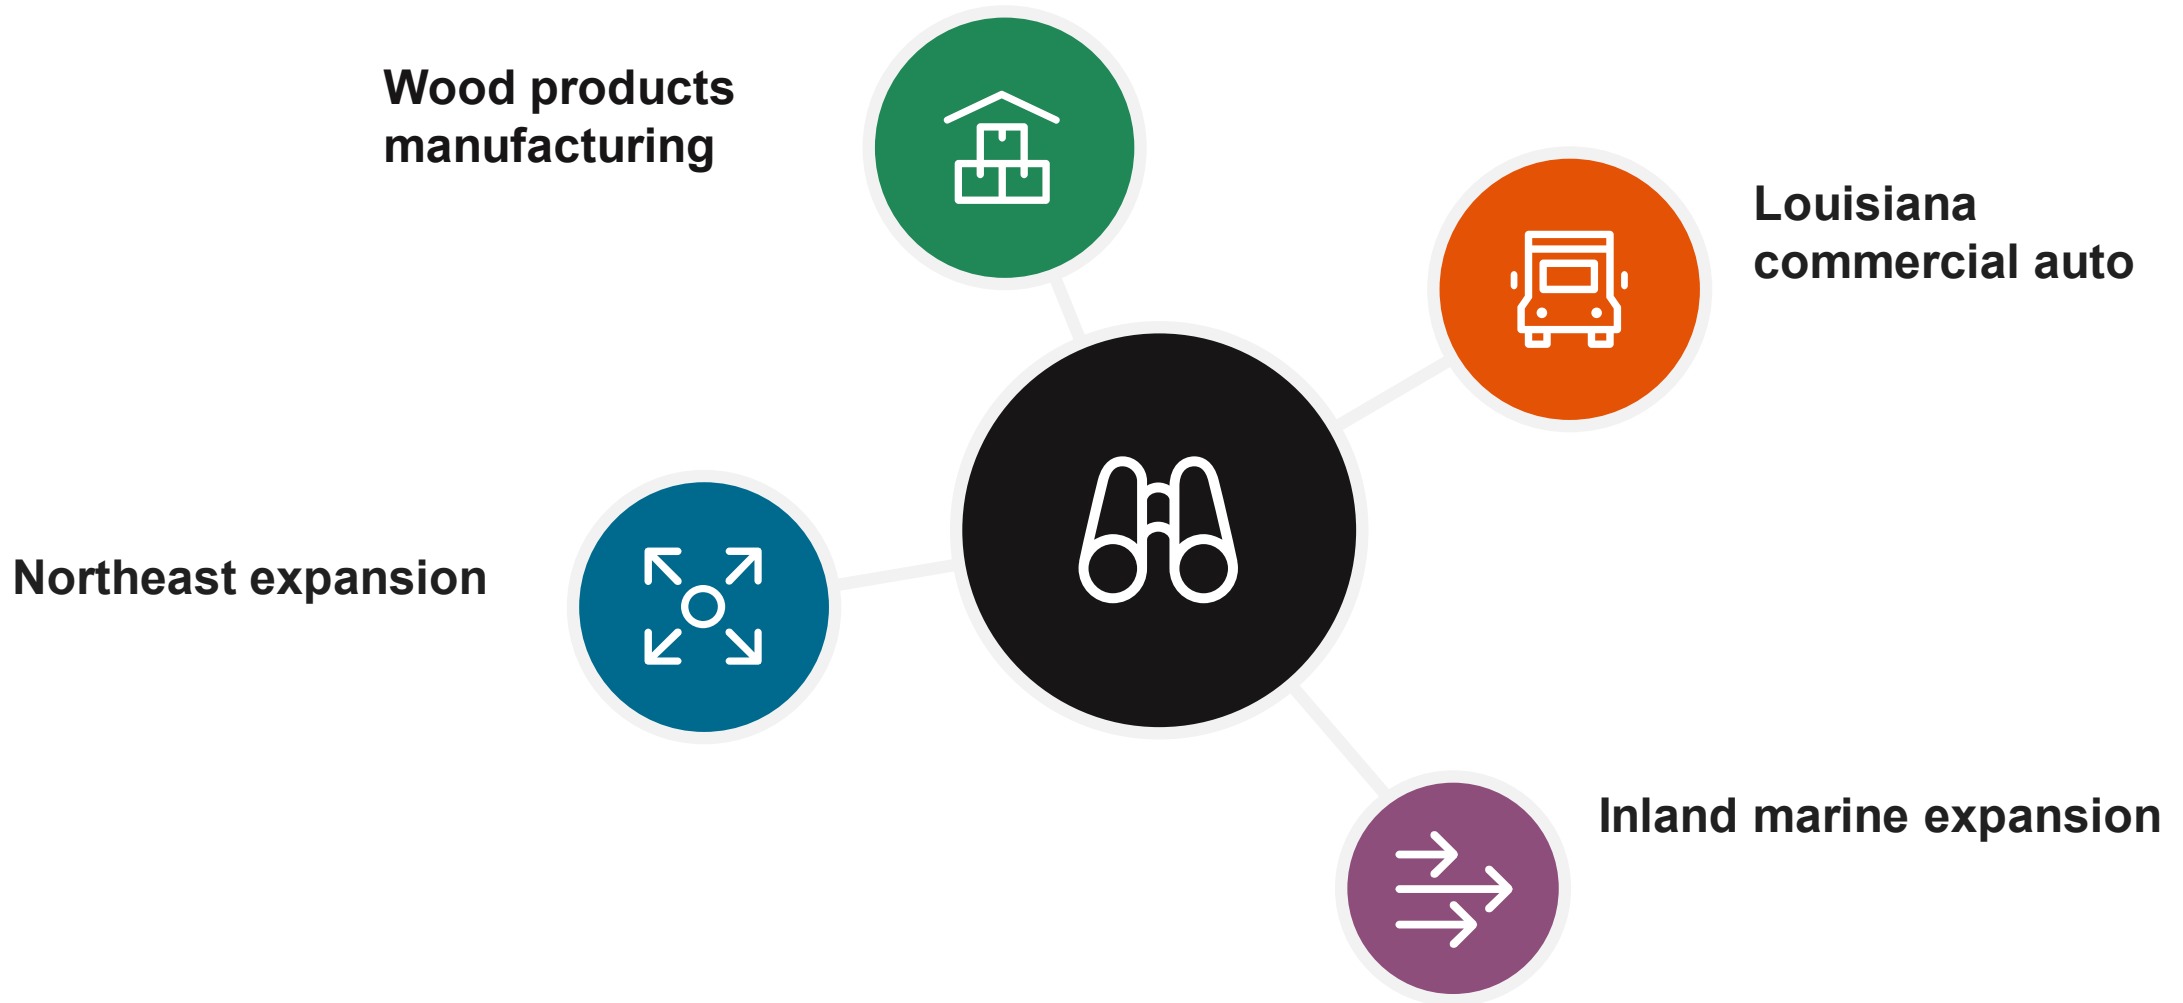 Wood products
manufacturing
Louisiana
commercial auto
Northeast expansion
Inland marine expansion